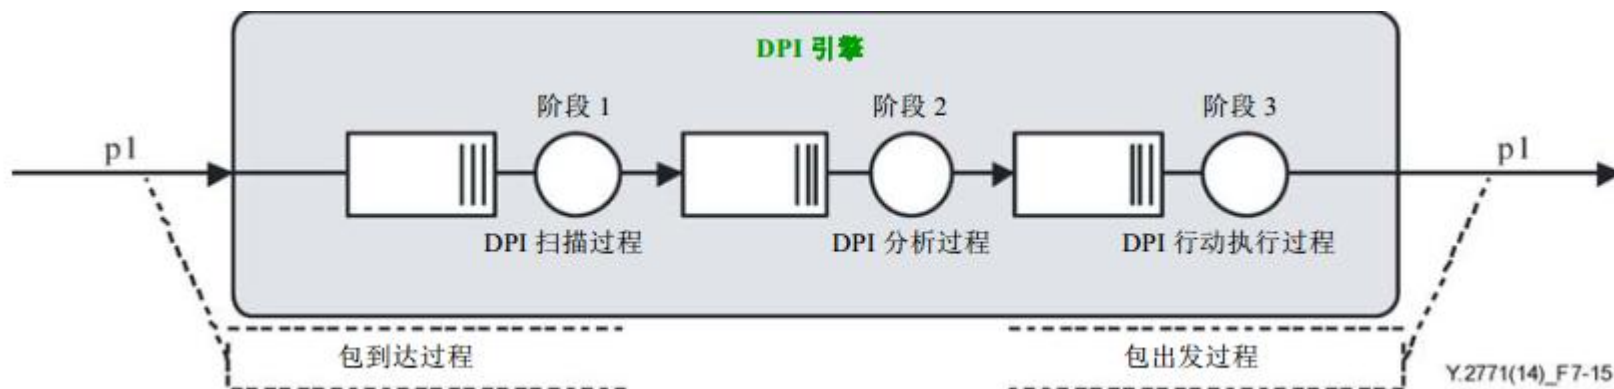 DPI 引擎
阶段 1
阶段 2
阶段 3
p1
p1
DPI 扫描过程
DPI 分析过程
DPI 行动执行过程
包到达过程
包出发过程
Y.2771(14)_F7-15